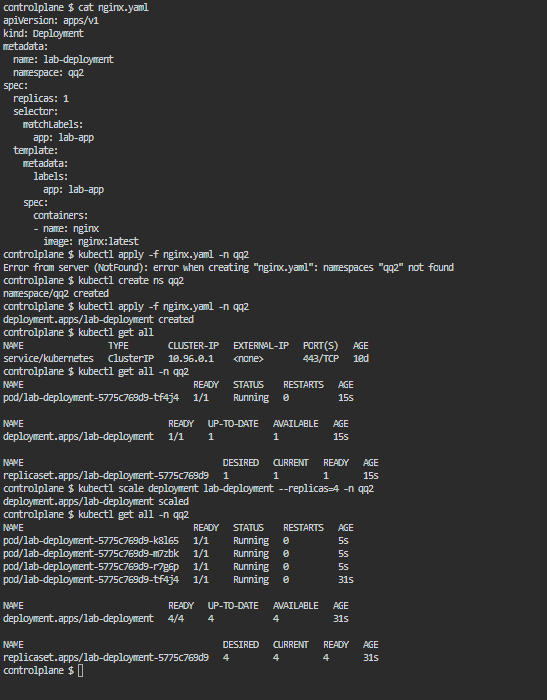 controlplane $ cat nginx.yaml
apiVersion: apps/v1
kind: Deployment
metadata:
  name: lab-deployment
  namespace: qq2
spec:
  replicas: 1
  selector:
    matchLabels:
      app: lab-app
  template:
    metadata:
      labels:
        app: lab-app
    spec:
      containers:
      - name: nginx
        image: nginx:latest
controlplane $ kubectl apply -f nginx.yaml -n qq2
Error from server (NotFound): error when creating "nginx.yaml": namespaces "qq2" not found
controlplane $ kubectl create ns qq2
namespace/qq2 created
controlplane $ kubectl apply -f nginx.yaml -n qq2
deployment.apps/lab-deployment created
controlplane $ kubectl get all
NAME                 TYPE        CLUSTER-IP   EXTERNAL-IP   PORT(S)   AGE
service/kubernetes   ClusterIP   10.96.0.1    <none>        443/TCP   10d
controlplane $ kubectl get all -n qq2
NAME                                  READY   STATUS    RESTARTS   AGE
pod/lab-deployment-5775c769d9-tf4j4   1/1     Running   0          15s
NAME                             READY   UP-TO-DATE   AVAILABLE   AGE
deployment.apps/lab-deployment   1/1     1            1           15s
NAME                                        DESIRED   CURRENT   READY   AGE
replicaset.apps/lab-deployment-5775c769d9   1         1         1       15s
controlplane $ kubectl scale deployment lab-deployment --replicas=4 -n qq2
deployment.apps/lab-deployment scaled
controlplane $ kubectl get all -n qq2
NAME                                  READY   STATUS    RESTARTS   AGE
pod/lab-deployment-5775c769d9-k8l65   1/1     Running   0          5s
pod/lab-deployment-5775c769d9-m7zbk   1/1     Running   0          5s
pod/lab-deployment-5775c769d9-r7g6p   1/1     Running   0          5s
pod/lab-deployment-5775c769d9-tf4j4   1/1     Running   0          31s
NAME                             READY   UP-TO-DATE   AVAILABLE   AGE
deployment.apps/lab-deployment   4/4     4            4           31s
NAME                                        DESIRED   CURRENT   READY   AGE
replicaset.apps/lab-deployment-5775c769d9   4         4         4       31s
controlplane $